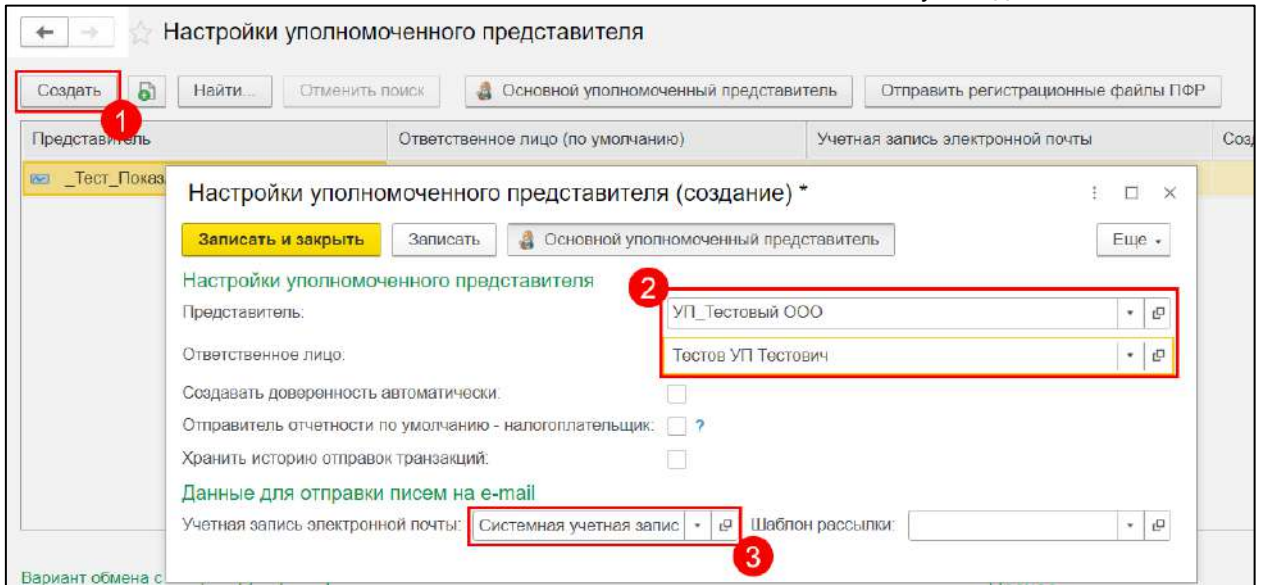 Настройки уполномоченного представителя
Создать Найти... Отменить поиск Основной уполномоченный представитель Отправить регистрационные файлы ПФР
1
Представитель Ответственное лицо (по умолчанию) Учетная запись электронной почты
_Тест_Показ
Настройки уполномоченного представителя (создание) *
Записать и закрыть Записать Основной уполномоченный представитель Еще
Настройки уполномоченного представителя
2
Представитель: УП_Тестовый ООО
Ответственное лицо: Тестов УП Тестович
Создавать доверенность автоматически:
Отправитель отчетности по умолчанию - налогоплательщик: ?
Хранить историю отправок транзакций:
Данные для отправки писем на e-mail
Учетная запись электронной почты: Системная учетная запис Шаблон рассылки:
3
Вариант обмена с